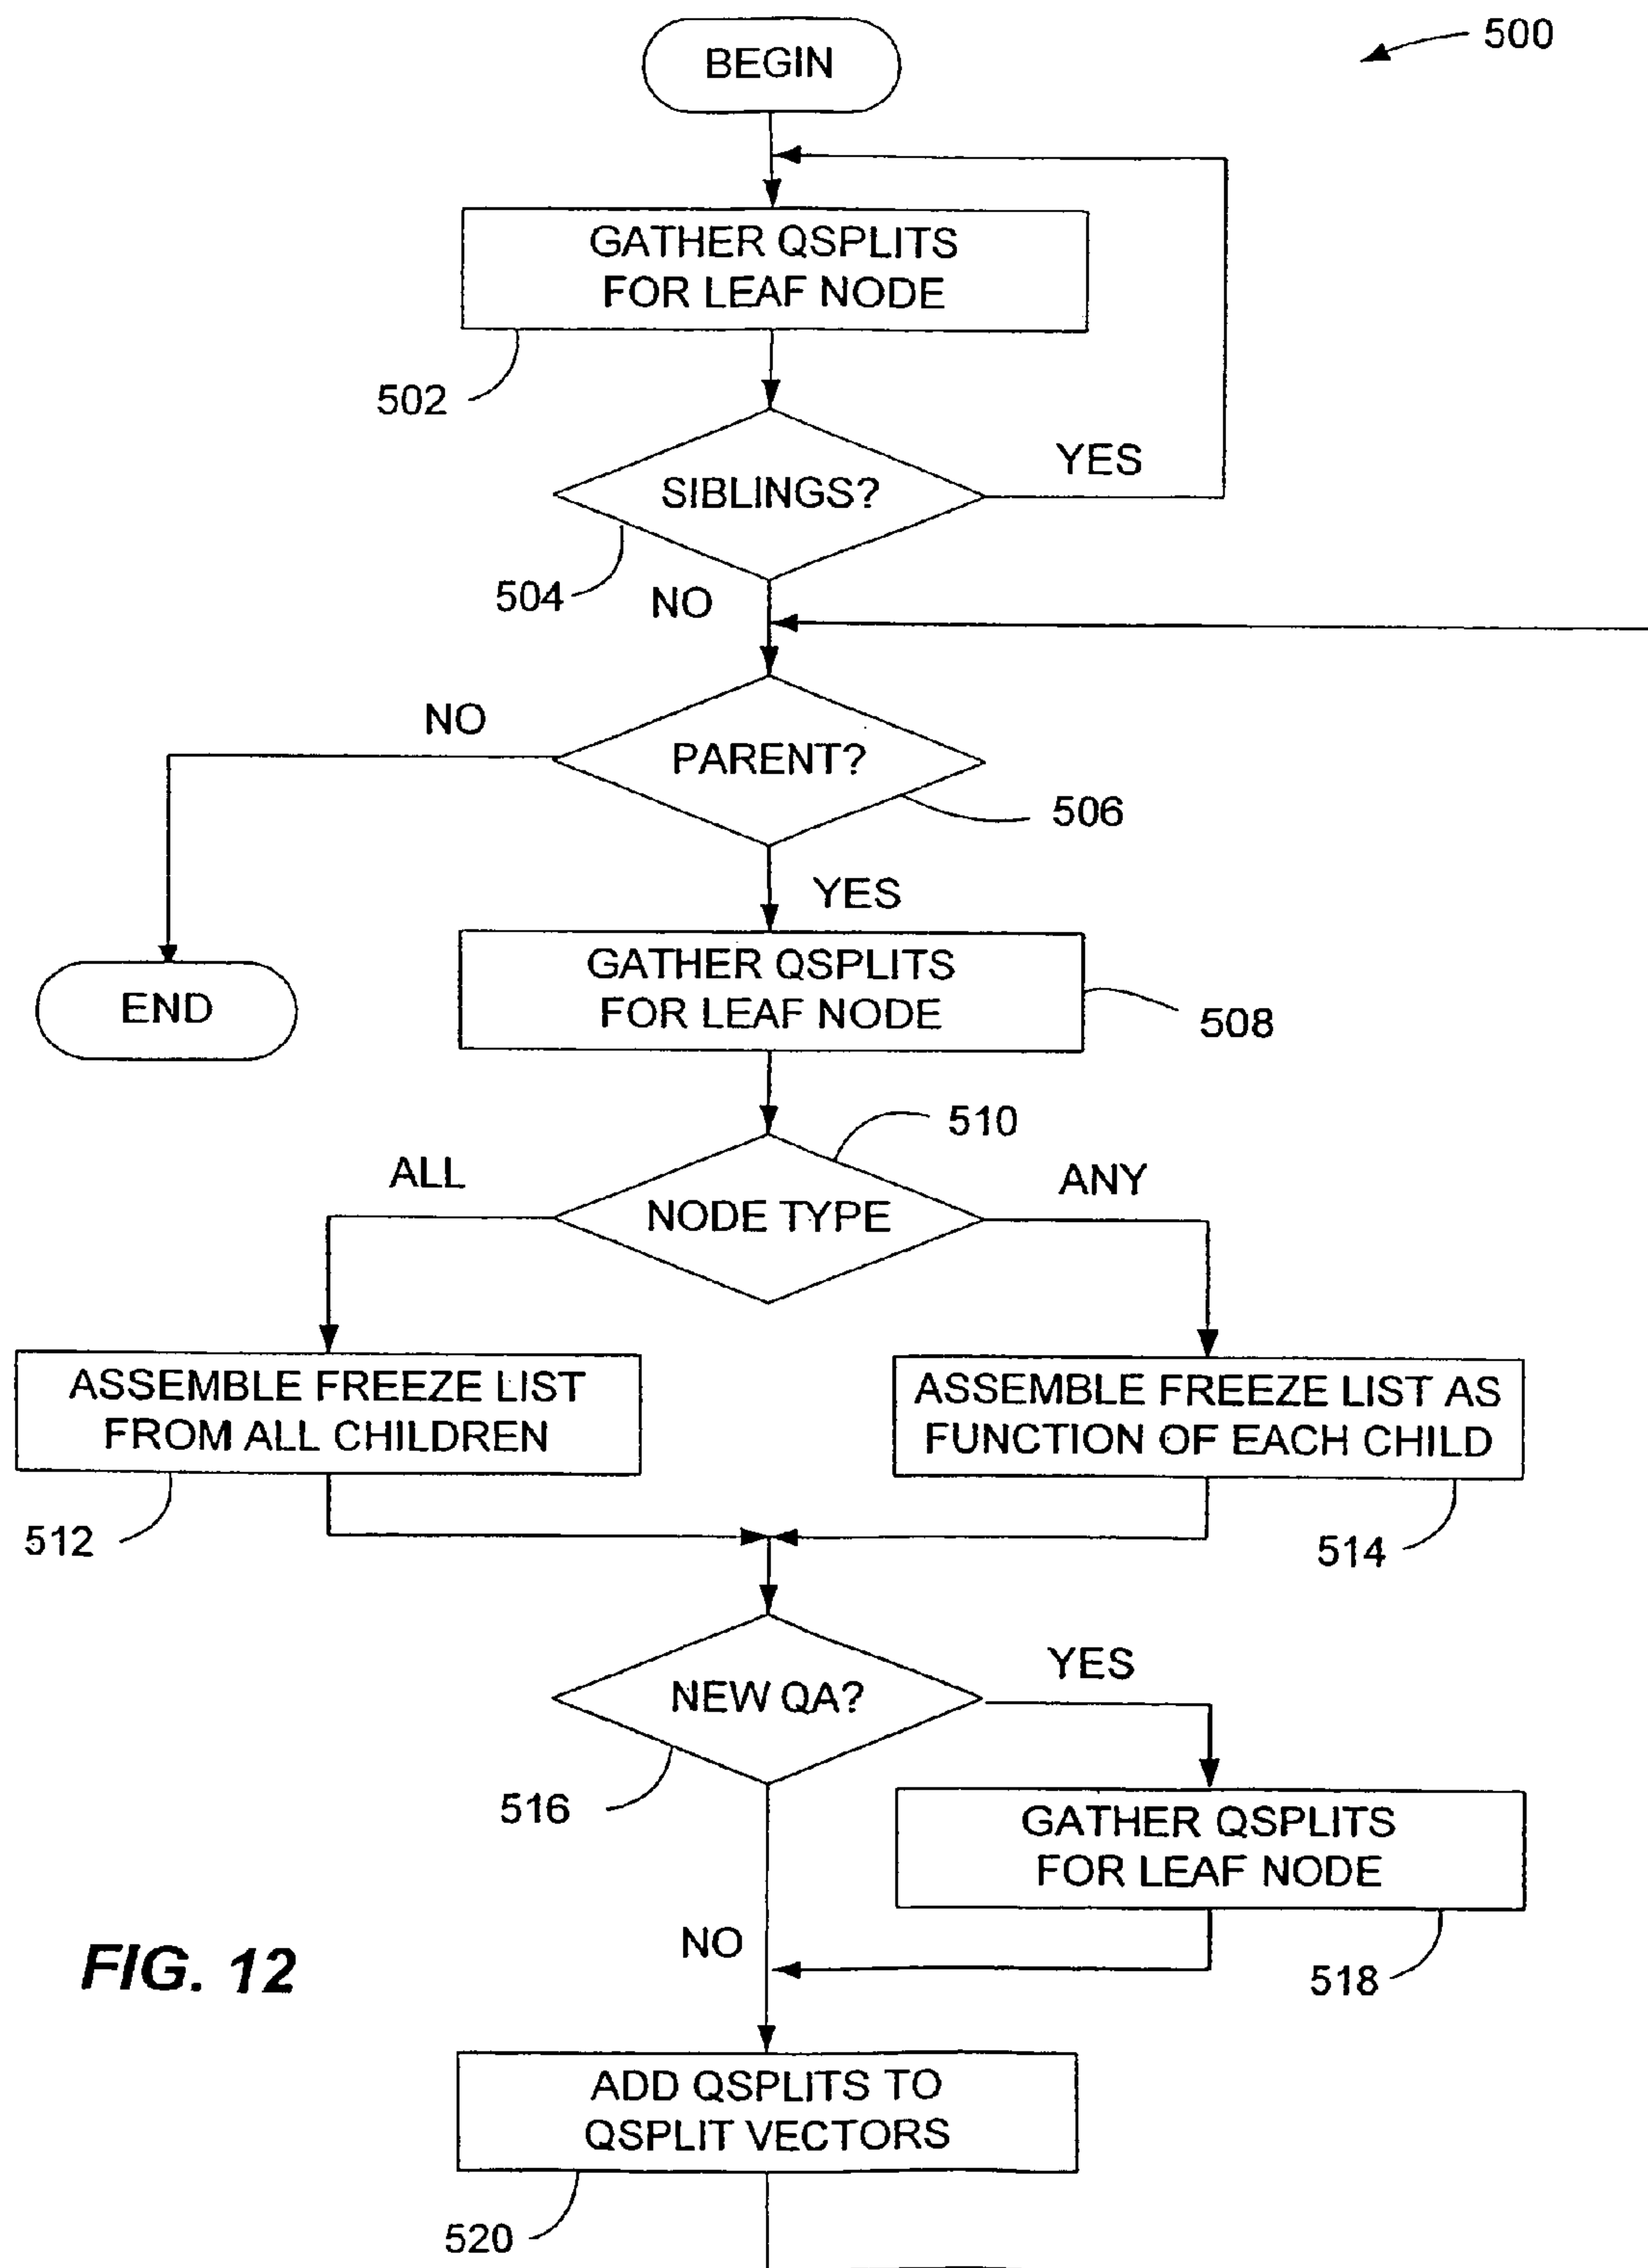 500
BEGIN
GATHER QSPLITS
FOR LEAF NODE
502
SIBLINGS?
YES
504
NO
PARENT?
NO
506
YES
END
GATHER QSPLITS
FOR LEAF NODE
508
510
ALL
NODE TYPE
ANY
ASSEMBLE FREEZE LIST
FROM ALL CHILDREN
512
ASSEMBLE FREEZE LIST AS
FUNCTION OF EACH CHILD
514
NEW QA?
YES
516
GATHER QSPLITS
FOR LEAF NODE
518
NO
FIG. 12
ADD QSPLITS TO
QSPLIT VECTORS
520